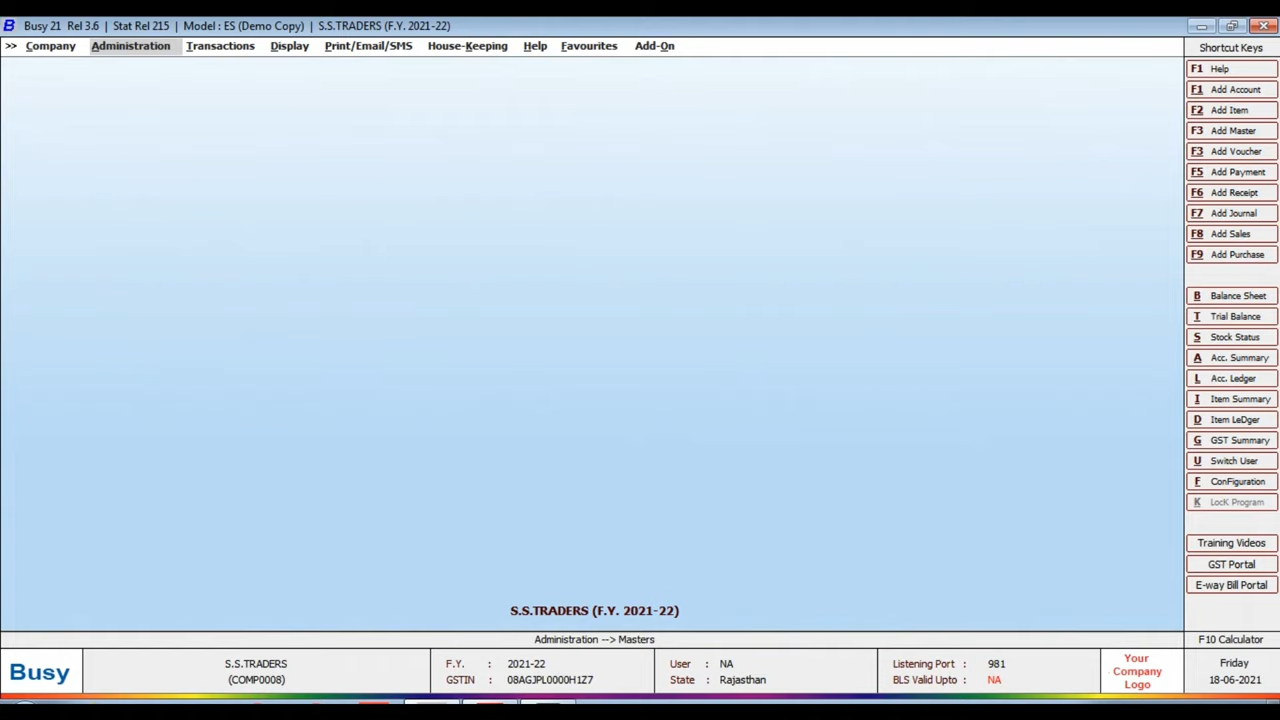 Busy 21 Rel 3.6 | Stat Rel 215 | Model : ES (Demo Copy) | S.S.TRADERS (F.Y. 2021-22)
>> Company Administration Transactions Display Print/Email/SMS House-Keeping Help Favourites Add-On
Shortcut Keys
F1 Help
F1 Add Account
F2 Add Item
F3 Add Master
F3 Add Voucher
F5 Add Payment
F6 Add Receipt
F7 Add Journal
F8 Add Sales
F9 Add Purchase
B Balance Sheet
T Trial Balance
S Stock Status
A Acc. Summary
L Acc. Ledger
I Item Summary
D Item LeDger
G GST Summary
U Switch User
F ConFiguration
K LocK Program
Training Videos
GST Portal
E-way Bill Portal
S.S.TRADERS (F.Y. 2021-22)
Administration --> Masters
F10 Calculator
Busy
S.S.TRADERS
(COMP0008)
F.Y. : 2021-22
GSTIN : 08AGJPL0000H1Z7
User : NA
State : Rajasthan
Listening Port : 981
BLS Valid Upto : NA
Your
Company
Logo
Friday
18-06-2021